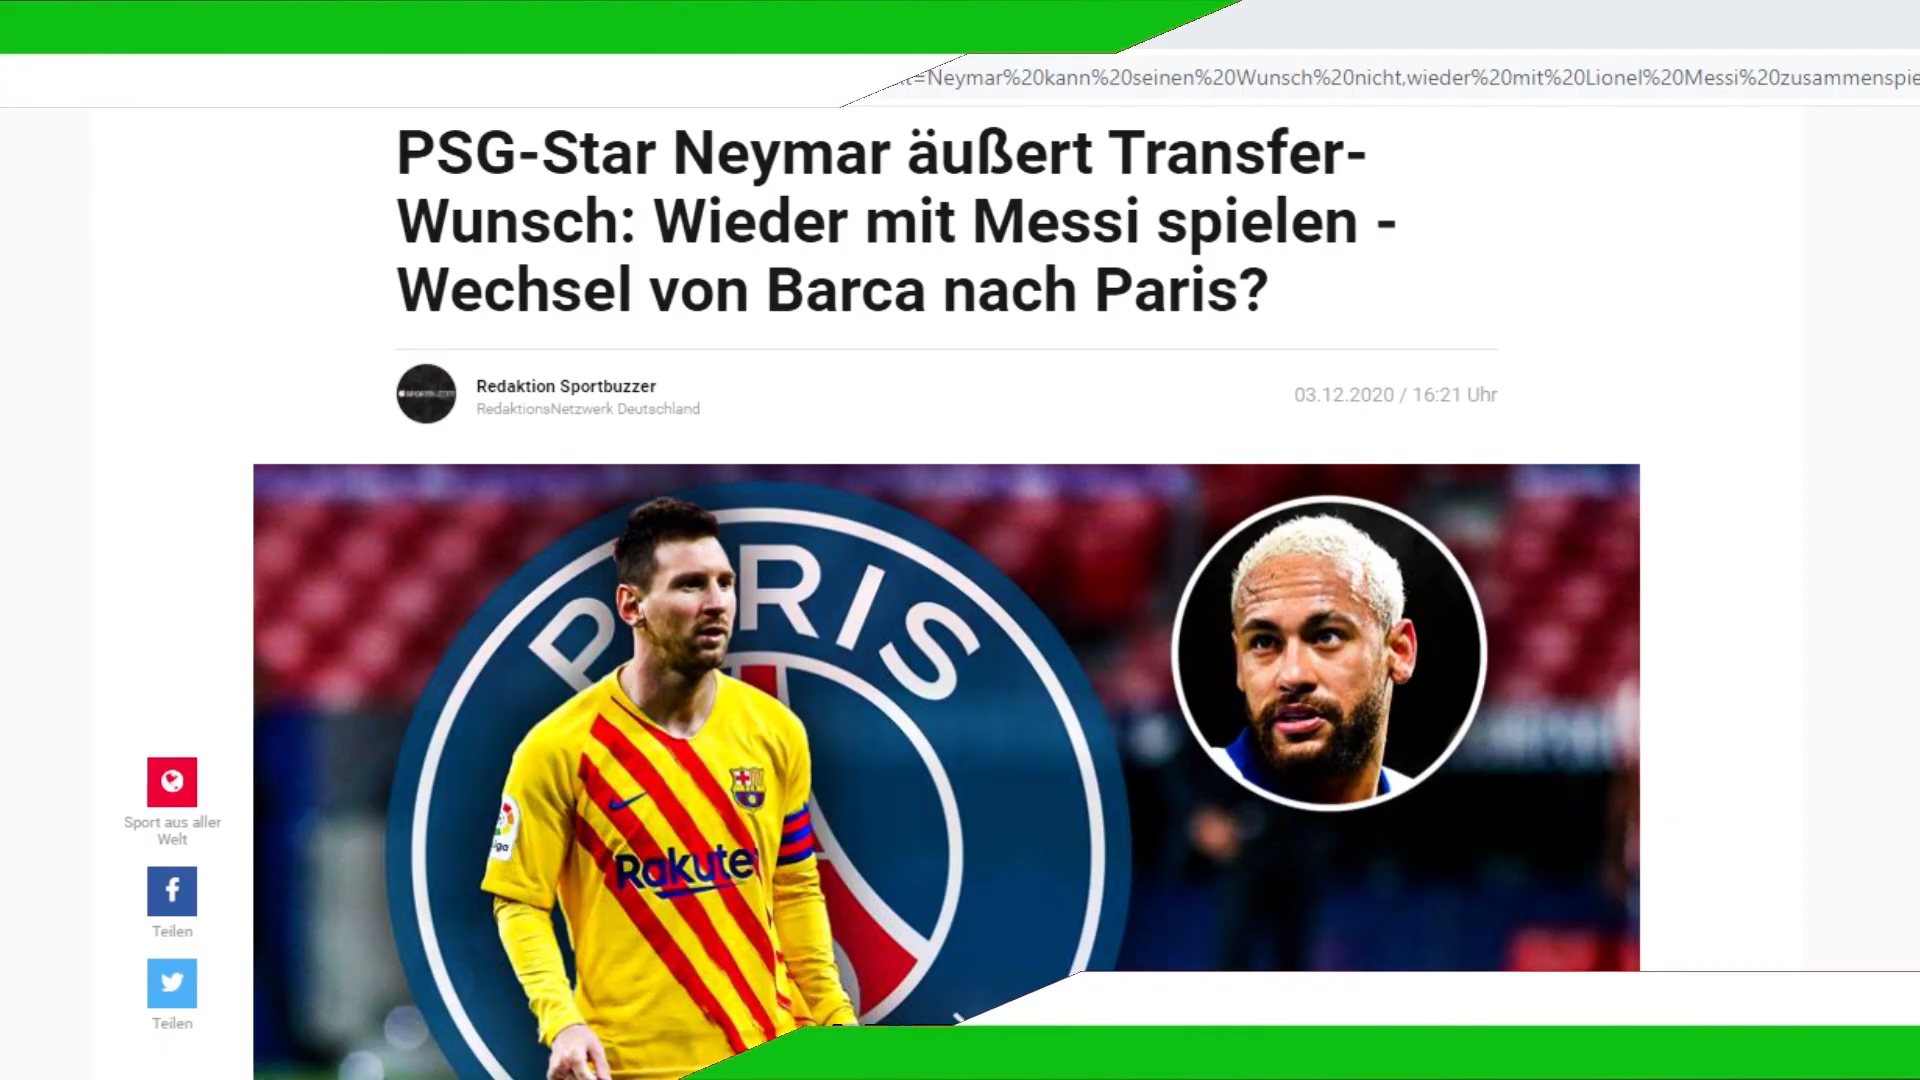 t=Neymar%20kann%20seinen%20Wunsch%20nicht,wieder%20mit%20Lionel%20Messi%20zusammenspie
PSG-Star Neymar äußert Transfer-
Wunsch: Wieder mit Messi spielen -
Wechsel von Barca nach Paris?
Redaktion Sportbuzzer
RedaktionsNetzwerk Deutschland
03.12.2020 / 16:21 Uhr
PARIS
Rakute
Sport aus aller
Welt
Teilen
Teilen